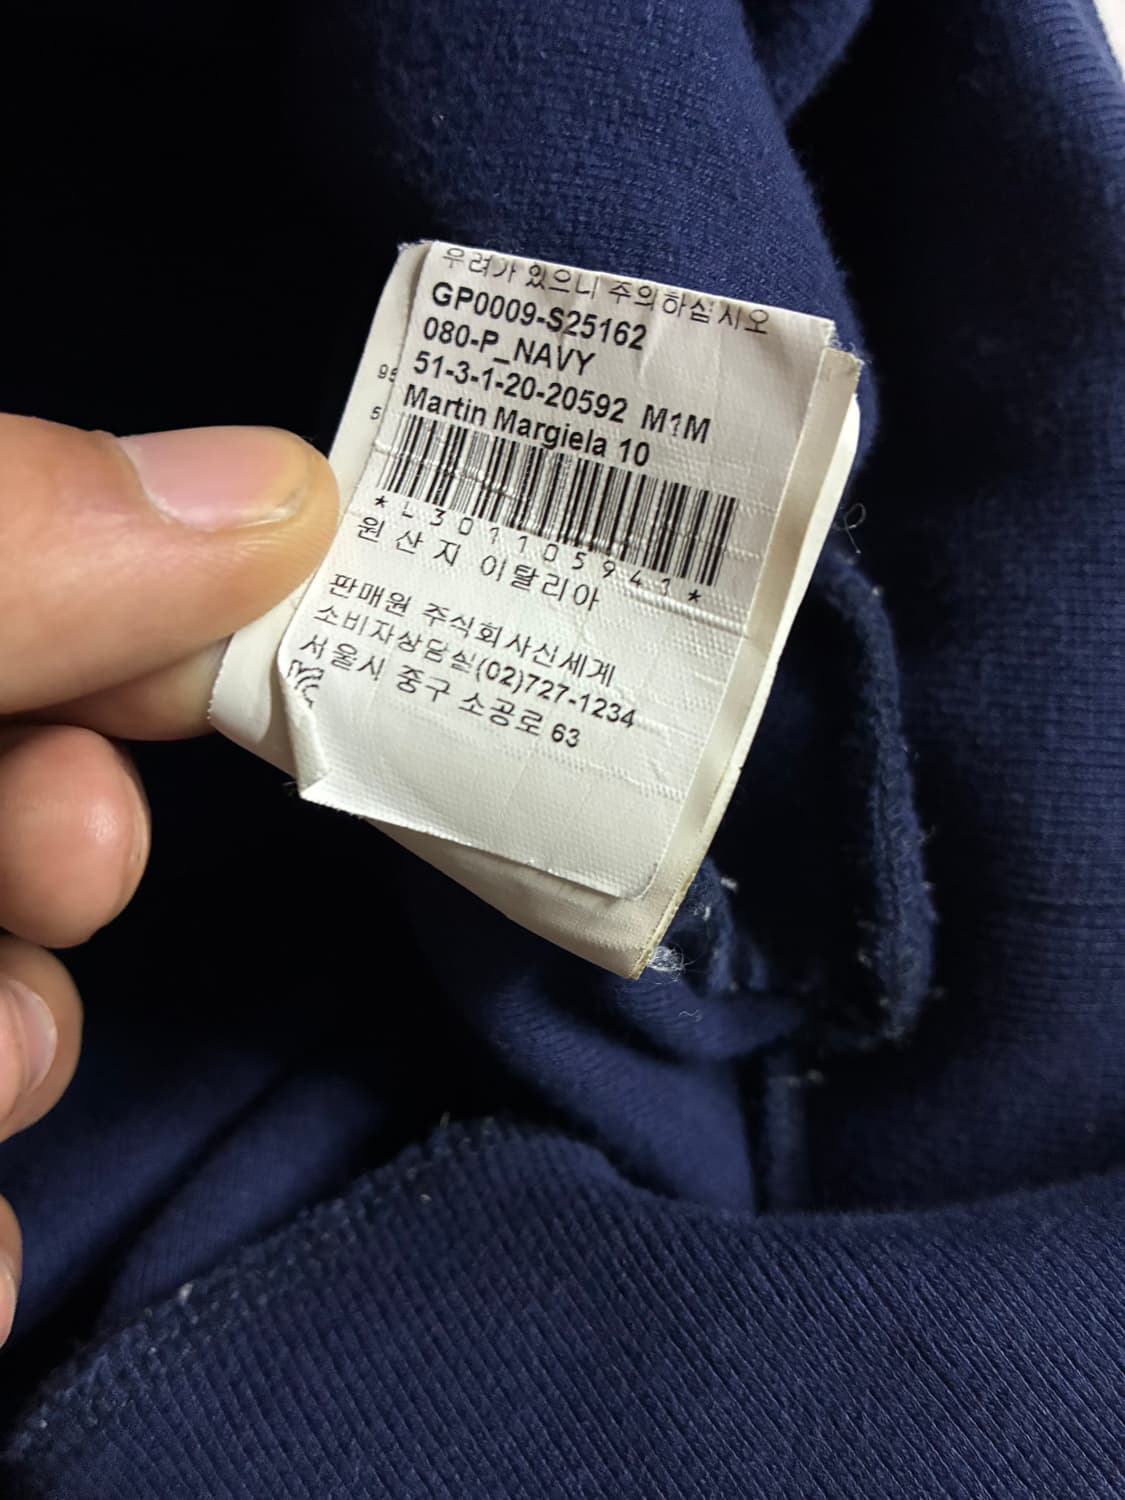 우려가 있으니 주의하십시오
GP0009-S25162
080-P_NAVY
51-3-1-20-20592 M1M
Martin Margiela 10
원산지 이탈리아
판매원 주식회사신세계
소비자상담실(02)727-1234
서울시 중구 소공로 63
95
5